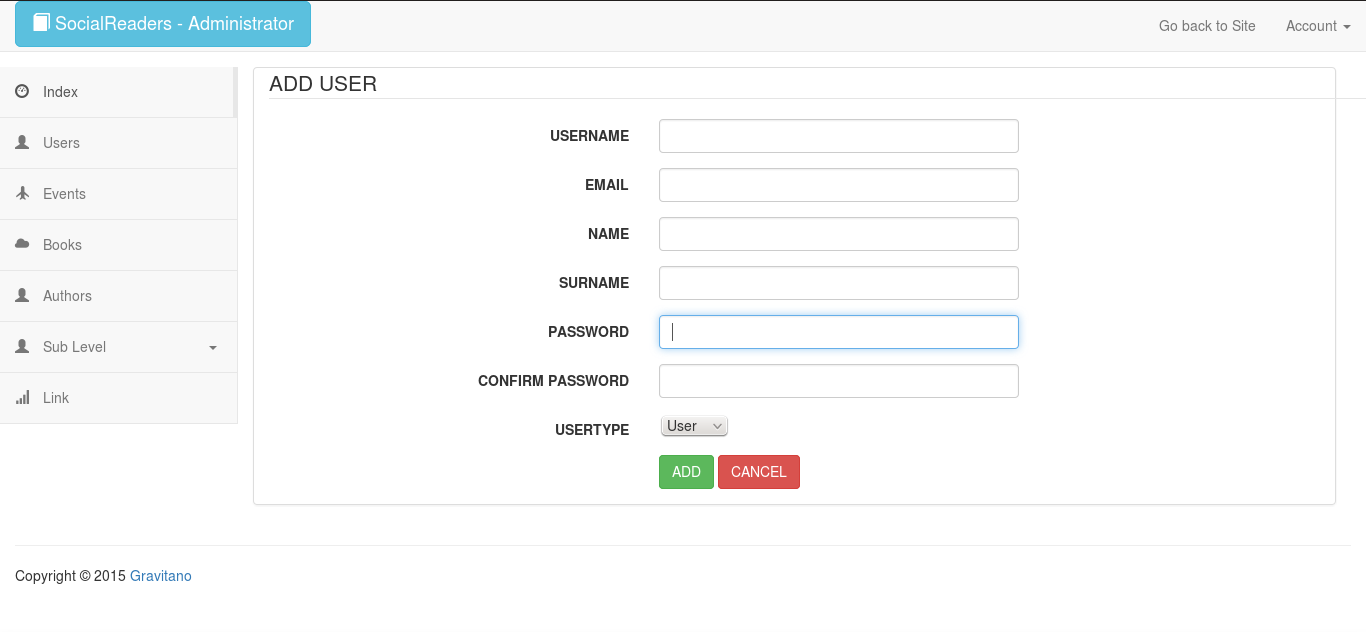 SocialReaders - Administrator
Go back to Site
Account
Index
Users
Events
Books
Authors
Sub Level
Link
ADD USER
USERNAME
EMAIL
NAME
SURNAME
PASSWORD
CONFIRM PASSWORD
USERTYPE User
ADD CANCEL
Copyright © 2015 Gravitano